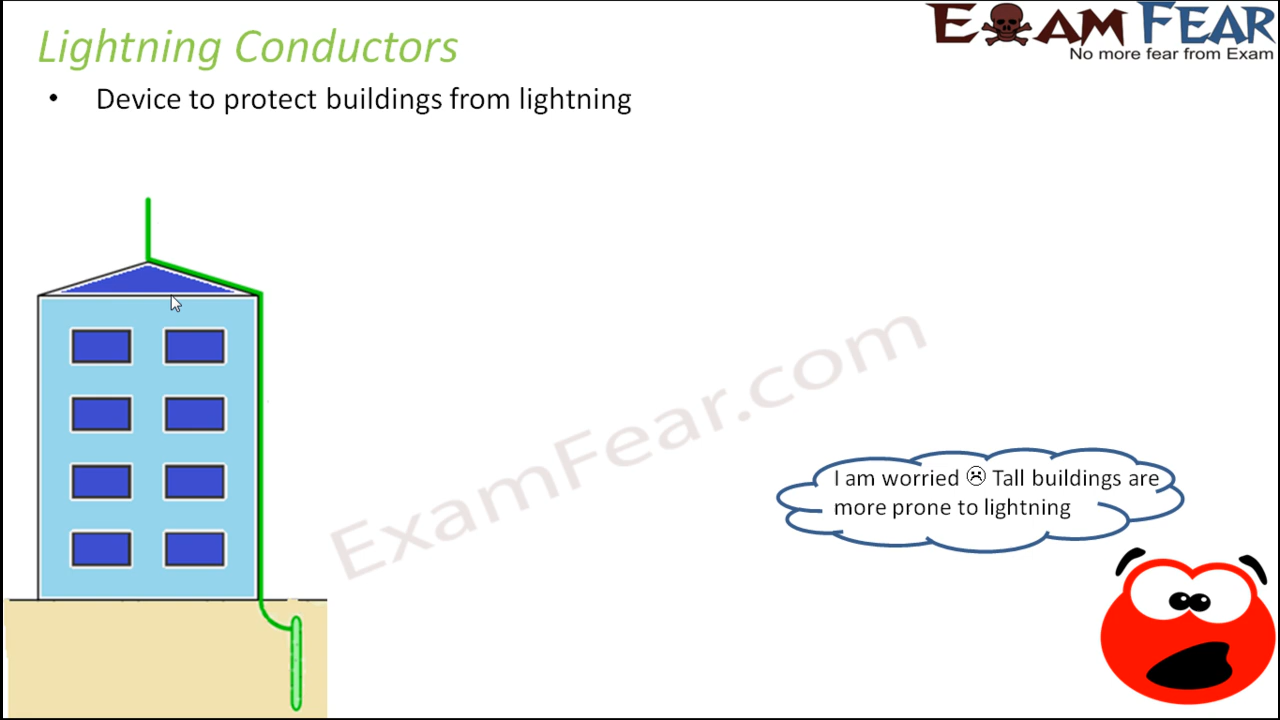 Lightning Conductors
EXAM FEAR
No more fear from Exam
• Device to protect buildings from lightning
ExamFear.com
I am worried ☹ Tall buildings are
more prone to lightning